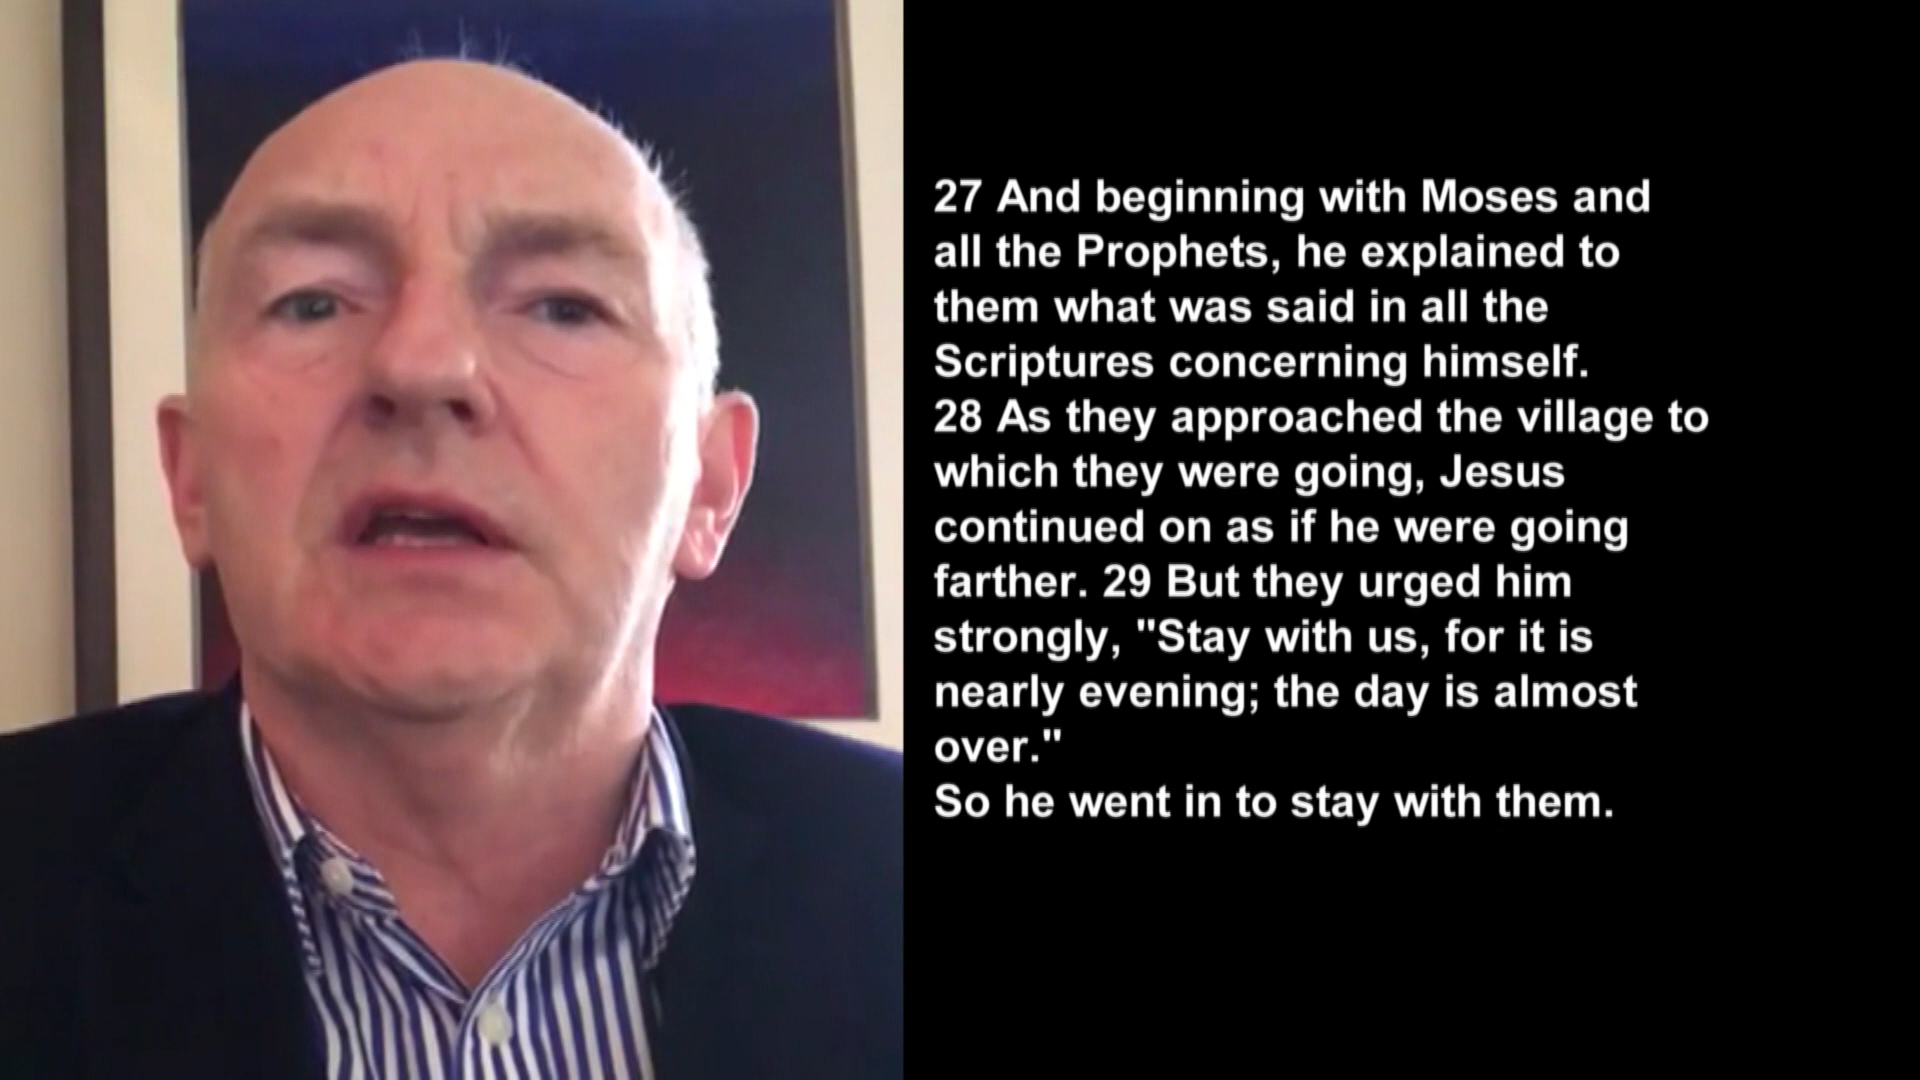 27 And beginning with Moses and
all the Prophets, he explained to
them what was said in all the
Scriptures concerning himself.
28 As they approached the village to
which they were going, Jesus
continued on as if he were going
farther. 29 But they urged him
strongly, "Stay with us, for it is
nearly evening; the day is almost
over."
So he went in to stay with them.